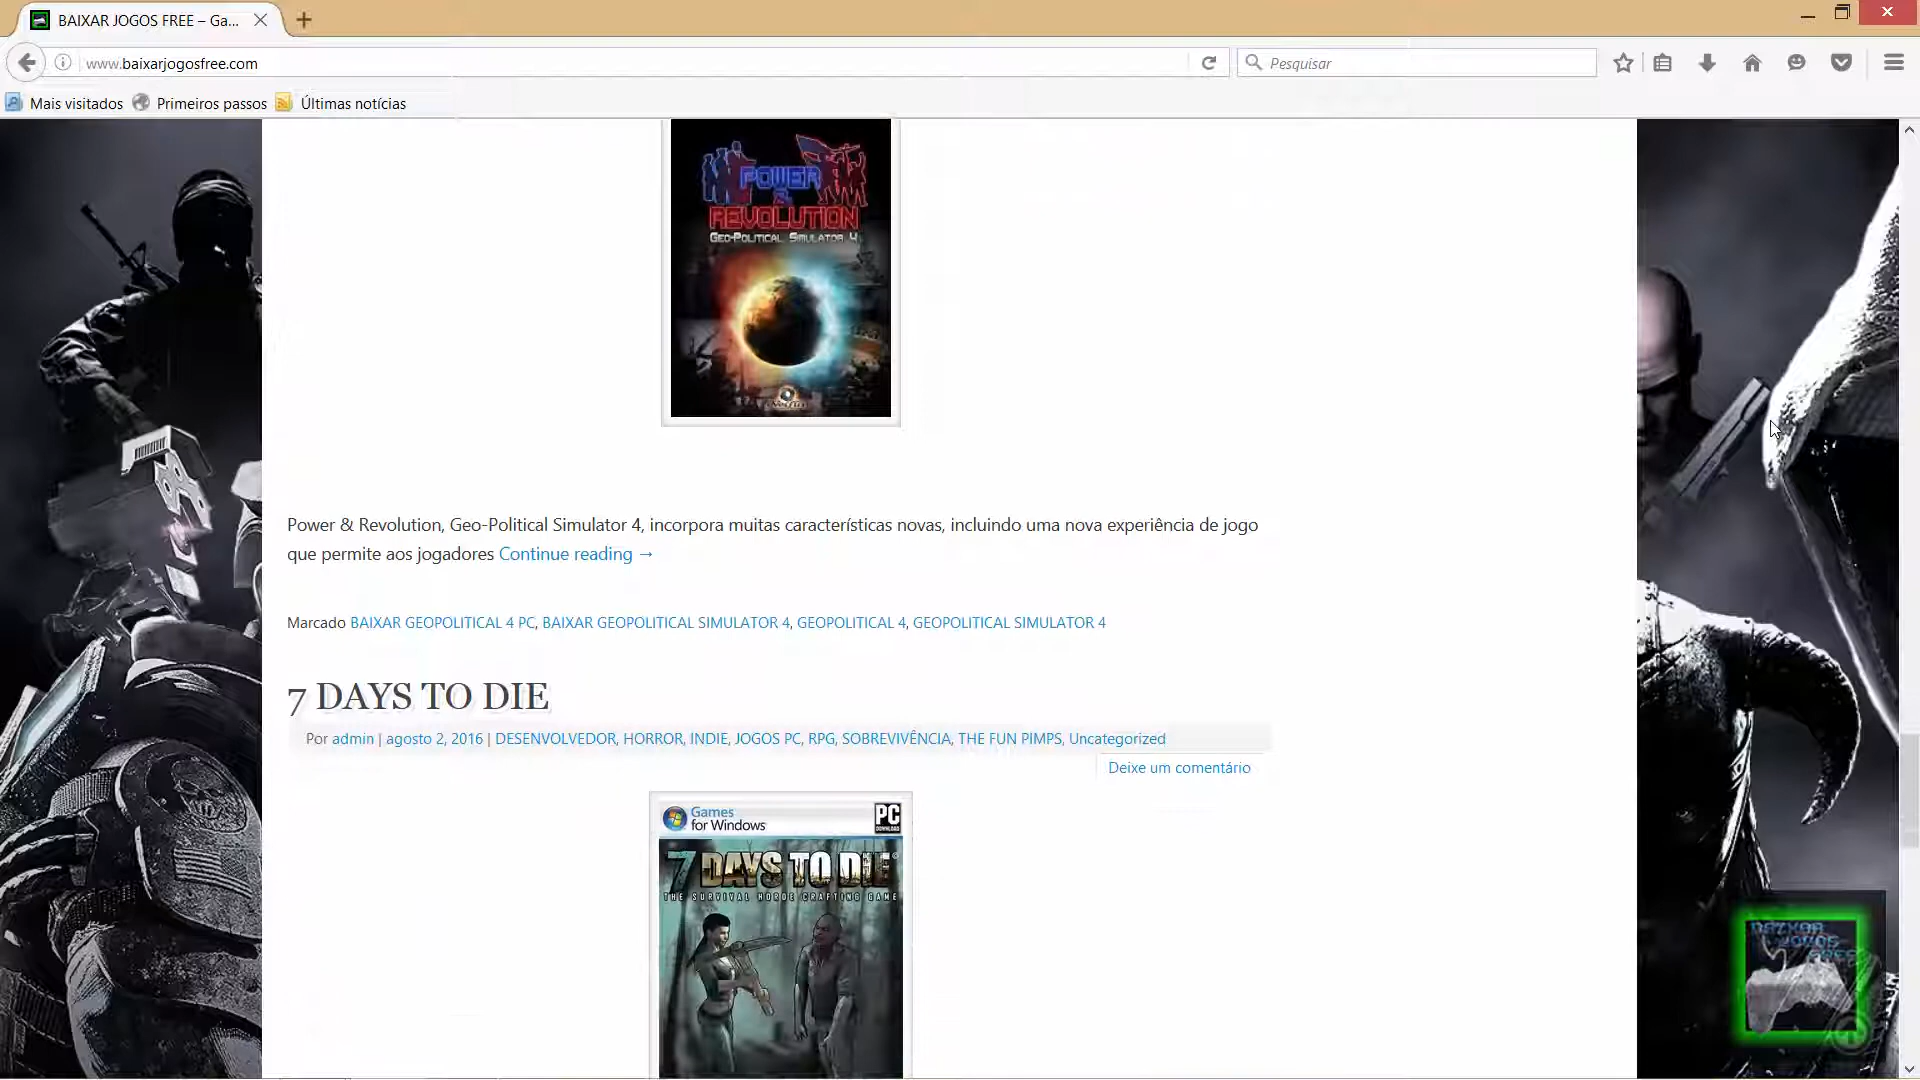 BAIXAR JOGOS FREE – Ga...
www.baixarjogosfree.com
Pesquisar
Mais visitados
Primeiros passos
Últimas notícias
POWER
&
REVOLUTION
GEO-POLITICAL SIMULATOR 4
Power & Revolution, Geo-Political Simulator 4, incorpora muitas características novas, incluindo uma nova experiência de jogo
que permite aos jogadores Continue reading →
Marcado BAIXAR GEOPOLITICAL 4 PC, BAIXAR GEOPOLITICAL SIMULATOR 4, GEOPOLITICAL 4, GEOPOLITICAL SIMULATOR 4
7 DAYS TO DIE
Por admin | agosto 2, 2016 | DESENVOLVEDOR, HORROR, INDIE, JOGOS PC, RPG, SOBREVIVÊNCIA, THE FUN PIMPS, Uncategorized
Deixe um comentário
Games
for Windows
PC
DOWNLOAD
7 DAYS TO DIE
THE SURVIVAL HORDE CRAFTING GAME
BAIXAR
JOGOS
FREE